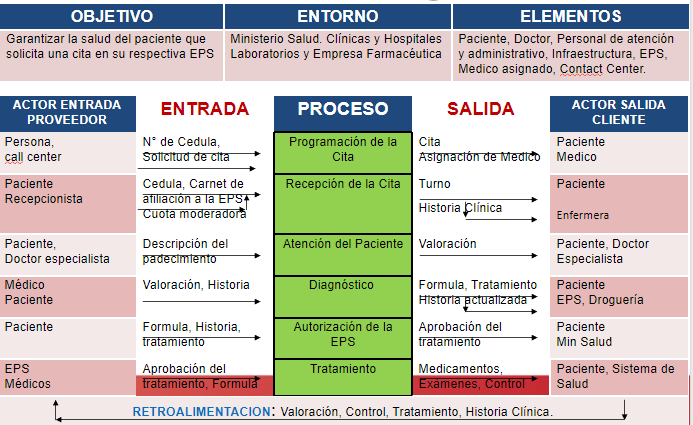 OBJETIVO
ENTORNO
ELEMENTOS
Garantizar la salud del paciente que
solicita una cita en su respectiva EPS
Ministerio Salud. Clínicas y Hospitales
Laboratorios y Empresa Farmacéutica
Paciente, Doctor, Personal de atención
y administrativo, Infraestructura, EPS,
Medico asignado, Contact Center.
ACTOR ENTRADA
PROVEEDOR
ENTRADA
PROCESO
SALIDA
ACTOR SALIDA
CLIENTE
Persona,
call center
N° de Cedula,
Solicitud de cita
Programación de la
Cita
Cita
Asignación de Medico
Paciente
Medico
Paciente
Recepcionista
Cedula, Carnet de
afiliación a la EPS
Cuota moderadora
Recepción de la Cita
Turno
Historia Clínica
Paciente
Enfermera
Paciente,
Doctor especialista
Descripción del
padecimiento
Atención del Paciente
Valoración
Paciente, Doctor
Especialista
Médico
Paciente
Valoración, Historia
Diagnóstico
Formula, Tratamiento
Historia actualizada
Paciente
EPS, Droguería
Paciente
Formula, Historia,
tratamiento
Autorización de la
EPS
Aprobación del
tratamiento
Paciente
Min Salud
EPS
Médicos
Aprobación del
tratamiento, Formula
Tratamiento
Medicamentos,
Exámenes, Control
Paciente, Sistema de
Salud
RETROALIMENTACION: Valoración, Control, Tratamiento, Historia Clínica.